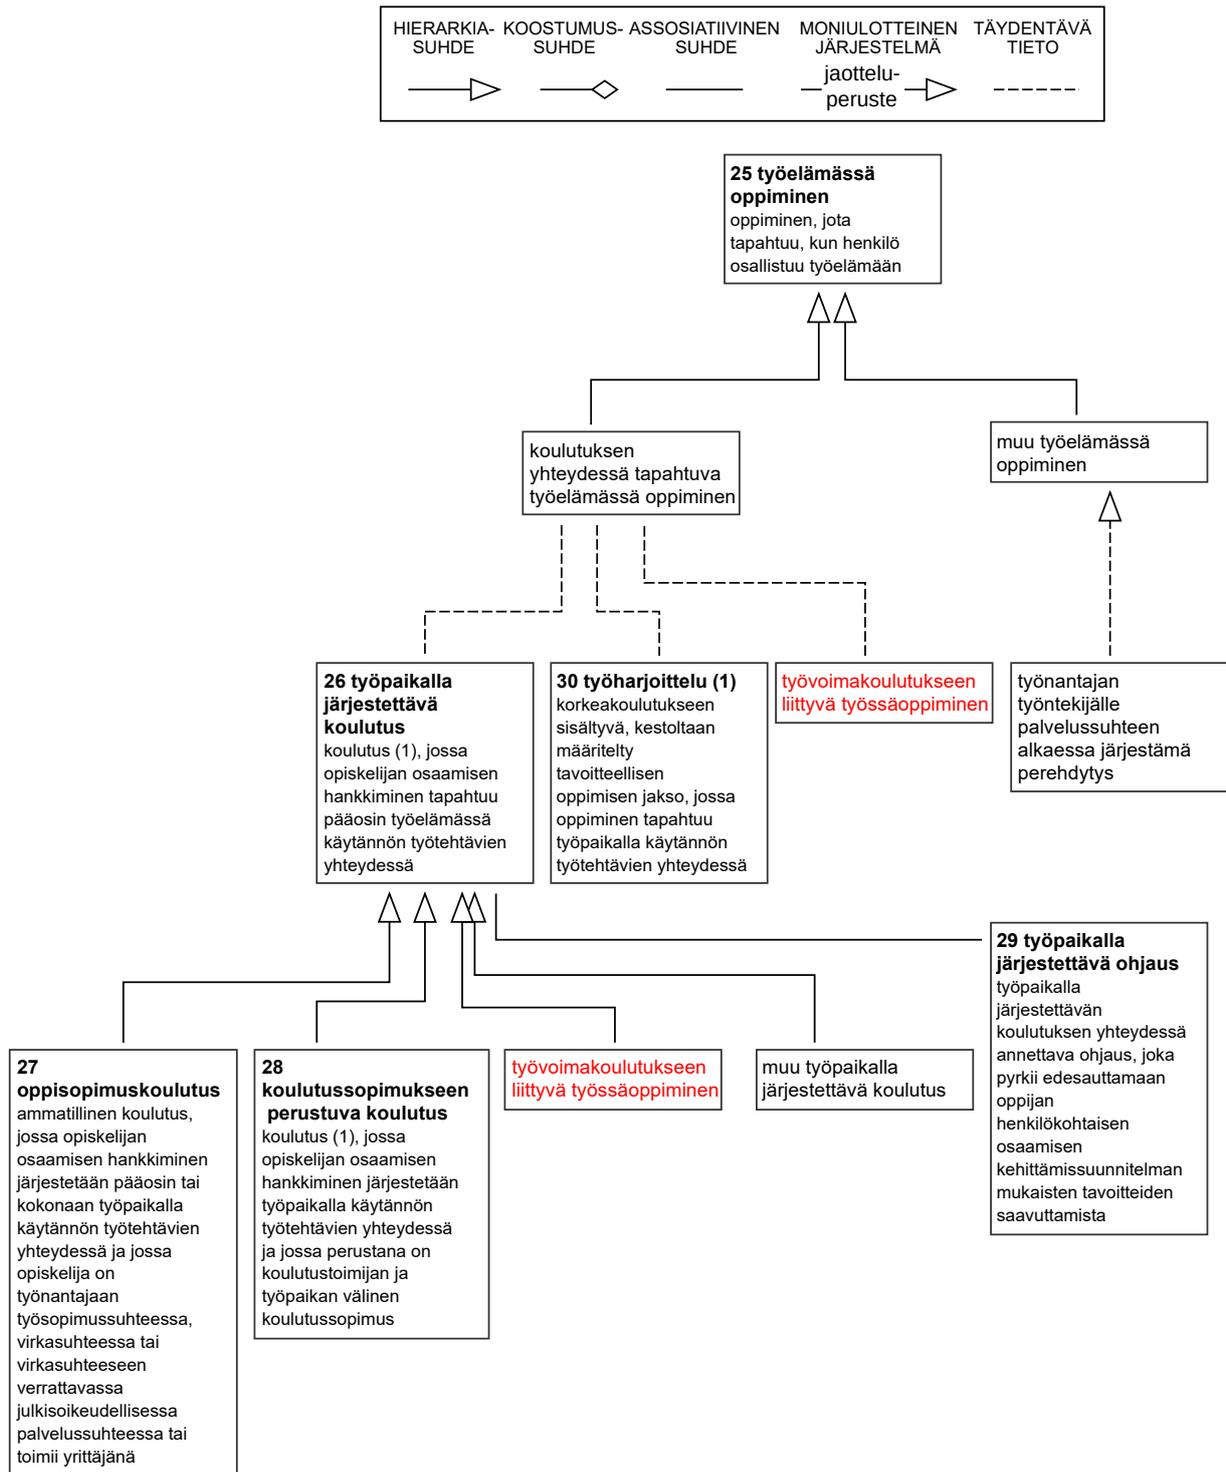 HIERARKIA-
SUHDE
KOOSTUMUS-
SUHDE
ASSOSIATIIVINEN
SUHDE
MONIULOTTEINEN
JÄRJESTELMÄ
jaottelu-
peruste
TÄYDENTÄVÄ
TIETO
25 työelämässä
oppiminen
oppiminen, jota
tapahtuu, kun henkilö
osallistuu työelämään
koulutuksen
yhteydessä tapahtuva
työelämässä oppiminen
muu työelämässä
oppiminen
26 työpaikalla
järjestettävä
koulutus
koulutus (1), jossa
opiskelijan osaamisen
hankkiminen tapahtuu
pääosin työelämässä
käytännön työtehtävien
yhteydessä
30 työharjoittelu (1)
korkeakoulutukseen
sisältyvä, kestoltaan
määritelty
tavoitteellisen
oppimisen jakso, jossa
oppiminen tapahtuu
työpaikalla käytännön
työtehtävien yhteydessä
työvoimakoulutukseen
liittyvä työssäoppiminen
työnantajan
työntekijälle
palvelussuhteen
alkaessa järjestämä
perehdytys
29 työpaikalla
järjestettävä ohjaus
työpaikalla
järjestettävän
koulutuksen yhteydessä
annettava ohjaus, joka
pyrkii edesauttamaan
oppijan
henkilökohtaisen
osaamisen
kehittämissuunnitelman
mukaisten tavoitteiden
saavuttamista
27
oppisopimuskoulutus
ammatillinen koulutus,
jossa opiskelijan
osaamisen hankkiminen
järjestetään pääosin tai
kokonaan työpaikalla
käytännön työtehtävien
yhteydessä ja jossa
opiskelija on
työnantajaan
työsopimussuhteessa,
virkasuhteessa tai
virkasuhteeseen
verrattavassa
julkisoikeudellisessa
palvelussuhteessa tai
toimii yrittäjänä
28
koulutussopimukseen
perustuva koulutus
koulutus (1), jossa
opiskelijan osaamisen
hankkiminen järjestetään
työpaikalla käytännön
työtehtävien yhteydessä
ja jossa perustana on
koulutustoimijan ja
työpaikan välinen
koulutussopimus
työvoimakoulutukseen
liittyvä työssäoppiminen
muu työpaikalla
järjestettävä koulutus